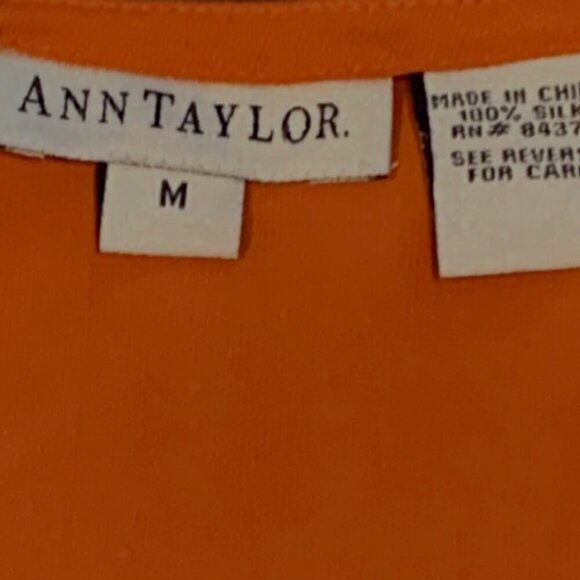 ANN TAYLOR.
M
MADE IN CHI
100% SILK
RN# 8437
SEE REVERS
FOR CAR